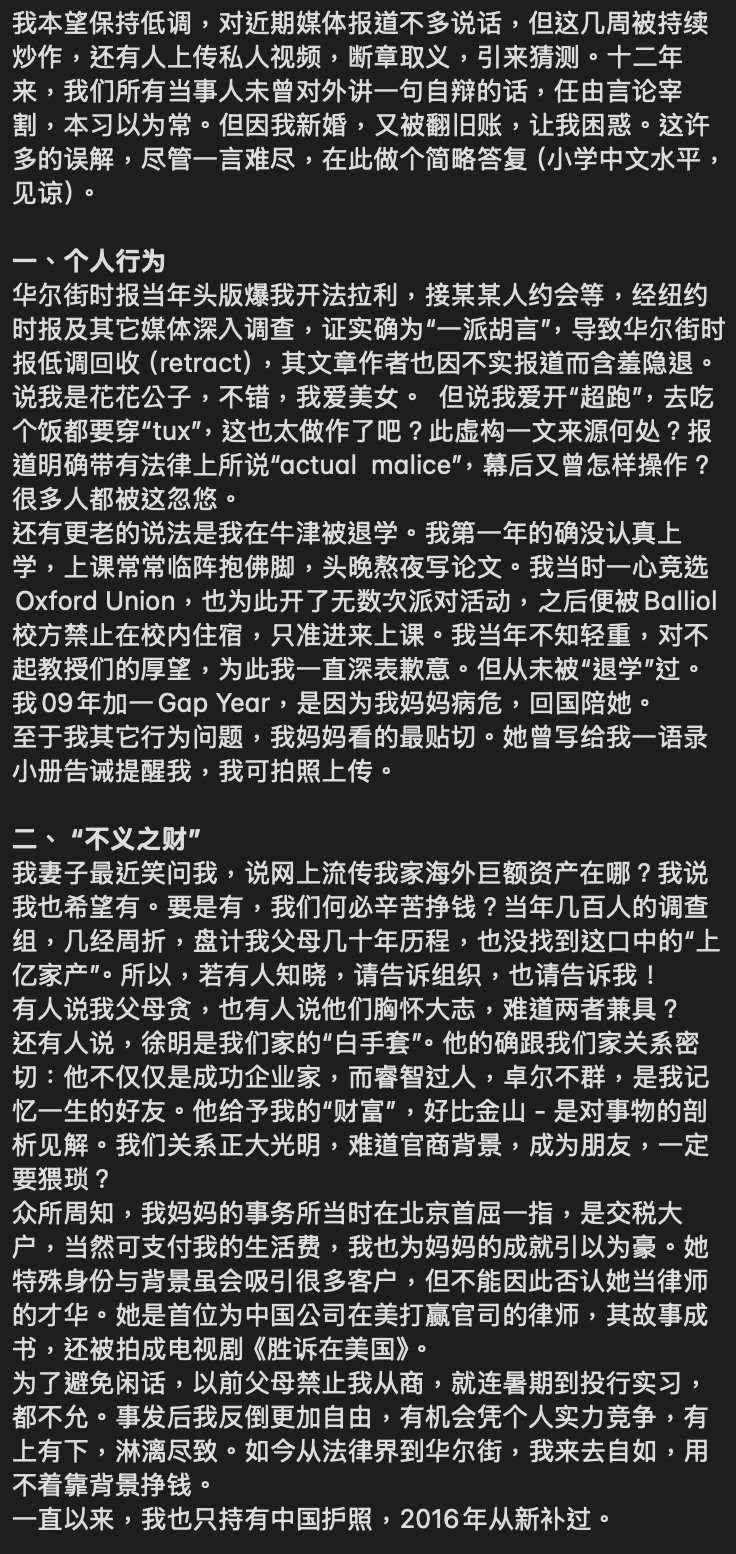 我本望保持低调，对近期媒体报道不多说话，但这几周被持续
炒作，还有人上传私人视频，断章取义，引来猜测。十二年
来，我们所有当事人未曾对外讲一句自辩的话，任由言论宰
割，本习以为常。但因我新婚，又被翻旧账，让我困惑。这许
多的误解，尽管一言难尽，在此做个简略答复 (小学中文水平，
见谅) 。
一、个人行为
华尔街时报当年头版爆我开法拉利，接某某人约会等，经纽约
时报及其它媒体深入调查，证实确为“一派胡言”，导致华尔街时
报低调回收 (retract) ，其文章作者也因不实报道而含羞隐退。
说我是花花公子，不错，我爱美女。 但说我爱开“超跑”，去吃
个饭都要穿“tux”，这也太做作了吧？此虚构一文来源何处？报
道明确带有法律上所说“actual malice”，幕后又曾怎样操作？
很多人都被这忽悠。
还有更老的说法是我在牛津被退学。我第一年的确没认真上
学，上课常常临阵抱佛脚，头晚熬夜写论文。我当时一心竞选
Oxford Union，也为此开了无数次派对活动，之后便被 Balliol
校方禁止在校内住宿，只准进来上课。我当年不知轻重，对不
起教授们的厚望，为此我一直深表歉意。但从未被“退学”过。
我 09 年加一 Gap Year，是因为我妈妈病危，回国陪她。
至于我其它行为问题，我妈妈看的最贴切。她曾写给我一语录
小册告诫提醒我，我可拍照上传。
二、 “不义之财”
我妻子最近笑问我，说网上流传我家海外巨额资产在哪？我说
我也希望有。要是有，我们何必辛苦挣钱？当年几百人的调查
组，几经周折，盘计我父母几十年历程，也没找到这口中的“上
亿家产”。所以，若有人知晓，请告诉组织，也请告诉我！
有人说我父母贪，也有人说他们胸怀大志，难道两者兼具？
还有人说，徐明是我们家的“白手套”。他的确跟我们家关系密
切：他不仅仅是成功企业家，而睿智过人，卓尔不群，是我记
忆一生的好友。他给予我的“财富”，好比金山 - 是对事物的剖
析见解。我们关系正大光明，难道官商背景，成为朋友，一定
要猥琐？
众所周知，我妈妈的事务所当时在北京首屈一指，是交税大
户，当然可支付我的生活费，我也为妈妈的成就引以为豪。她
特殊身份与背景虽会吸引很多客户，但不能因此否认她当律师
的才华。她是首位为中国公司在美打赢官司的律师，其故事成
书，还被拍成电视剧《胜诉在美国》。
为了避免闲话，以前父母禁止我从商，就连暑期到投行实习，
都不允。事发后我反倒更加自由，有机会凭个人实力竞争，有
上有下，淋漓尽致。如今从法律界到华尔街，我来去自如，用
不着靠背景挣钱。
一直以来，我也只持有中国护照，2016 年从新补过。